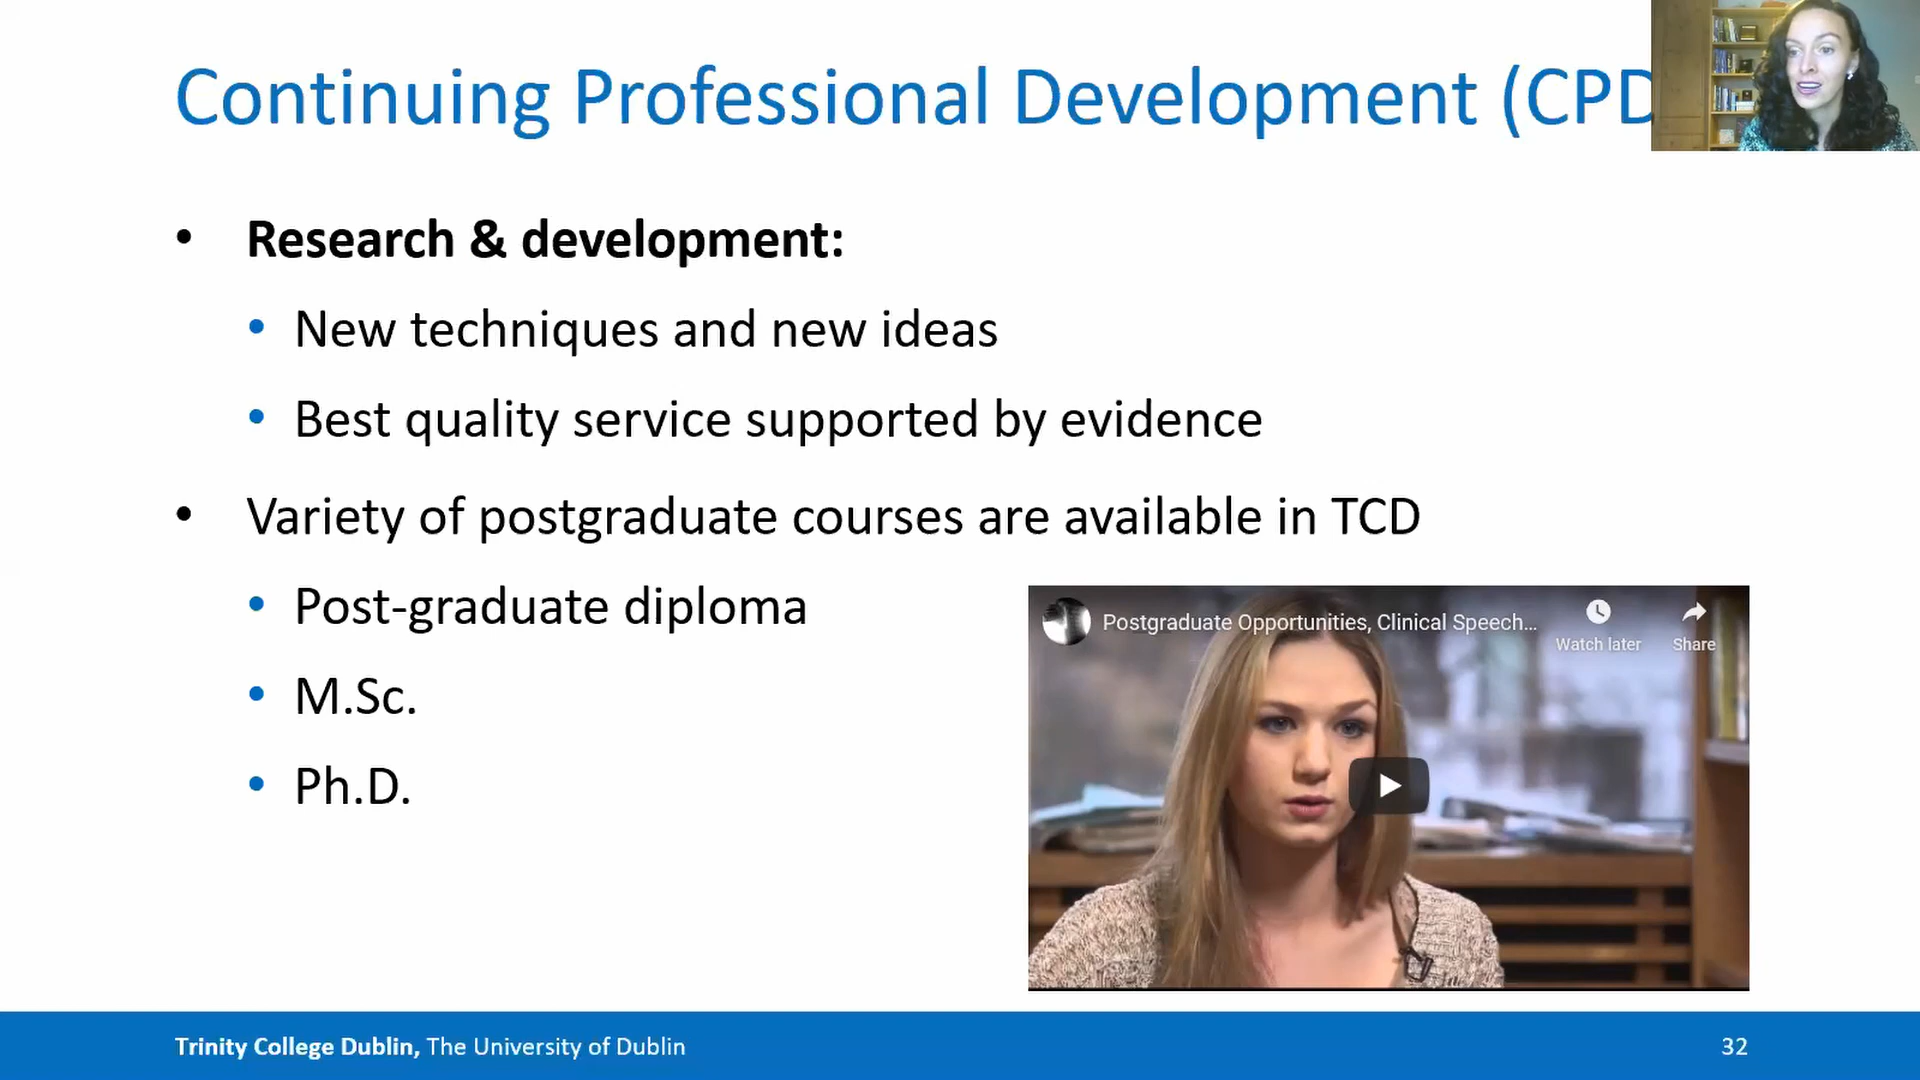 Continuing Professional Development (CPD
• Research & development:
• New techniques and new ideas
• Best quality service supported by evidence
• Variety of postgraduate courses are available in TCD
• Post-graduate diploma
• M.Sc.
• Ph.D.
Postgraduate Opportunities, Clinical Speech...
Watch later
Share
Trinity College Dublin, The University of Dublin
32